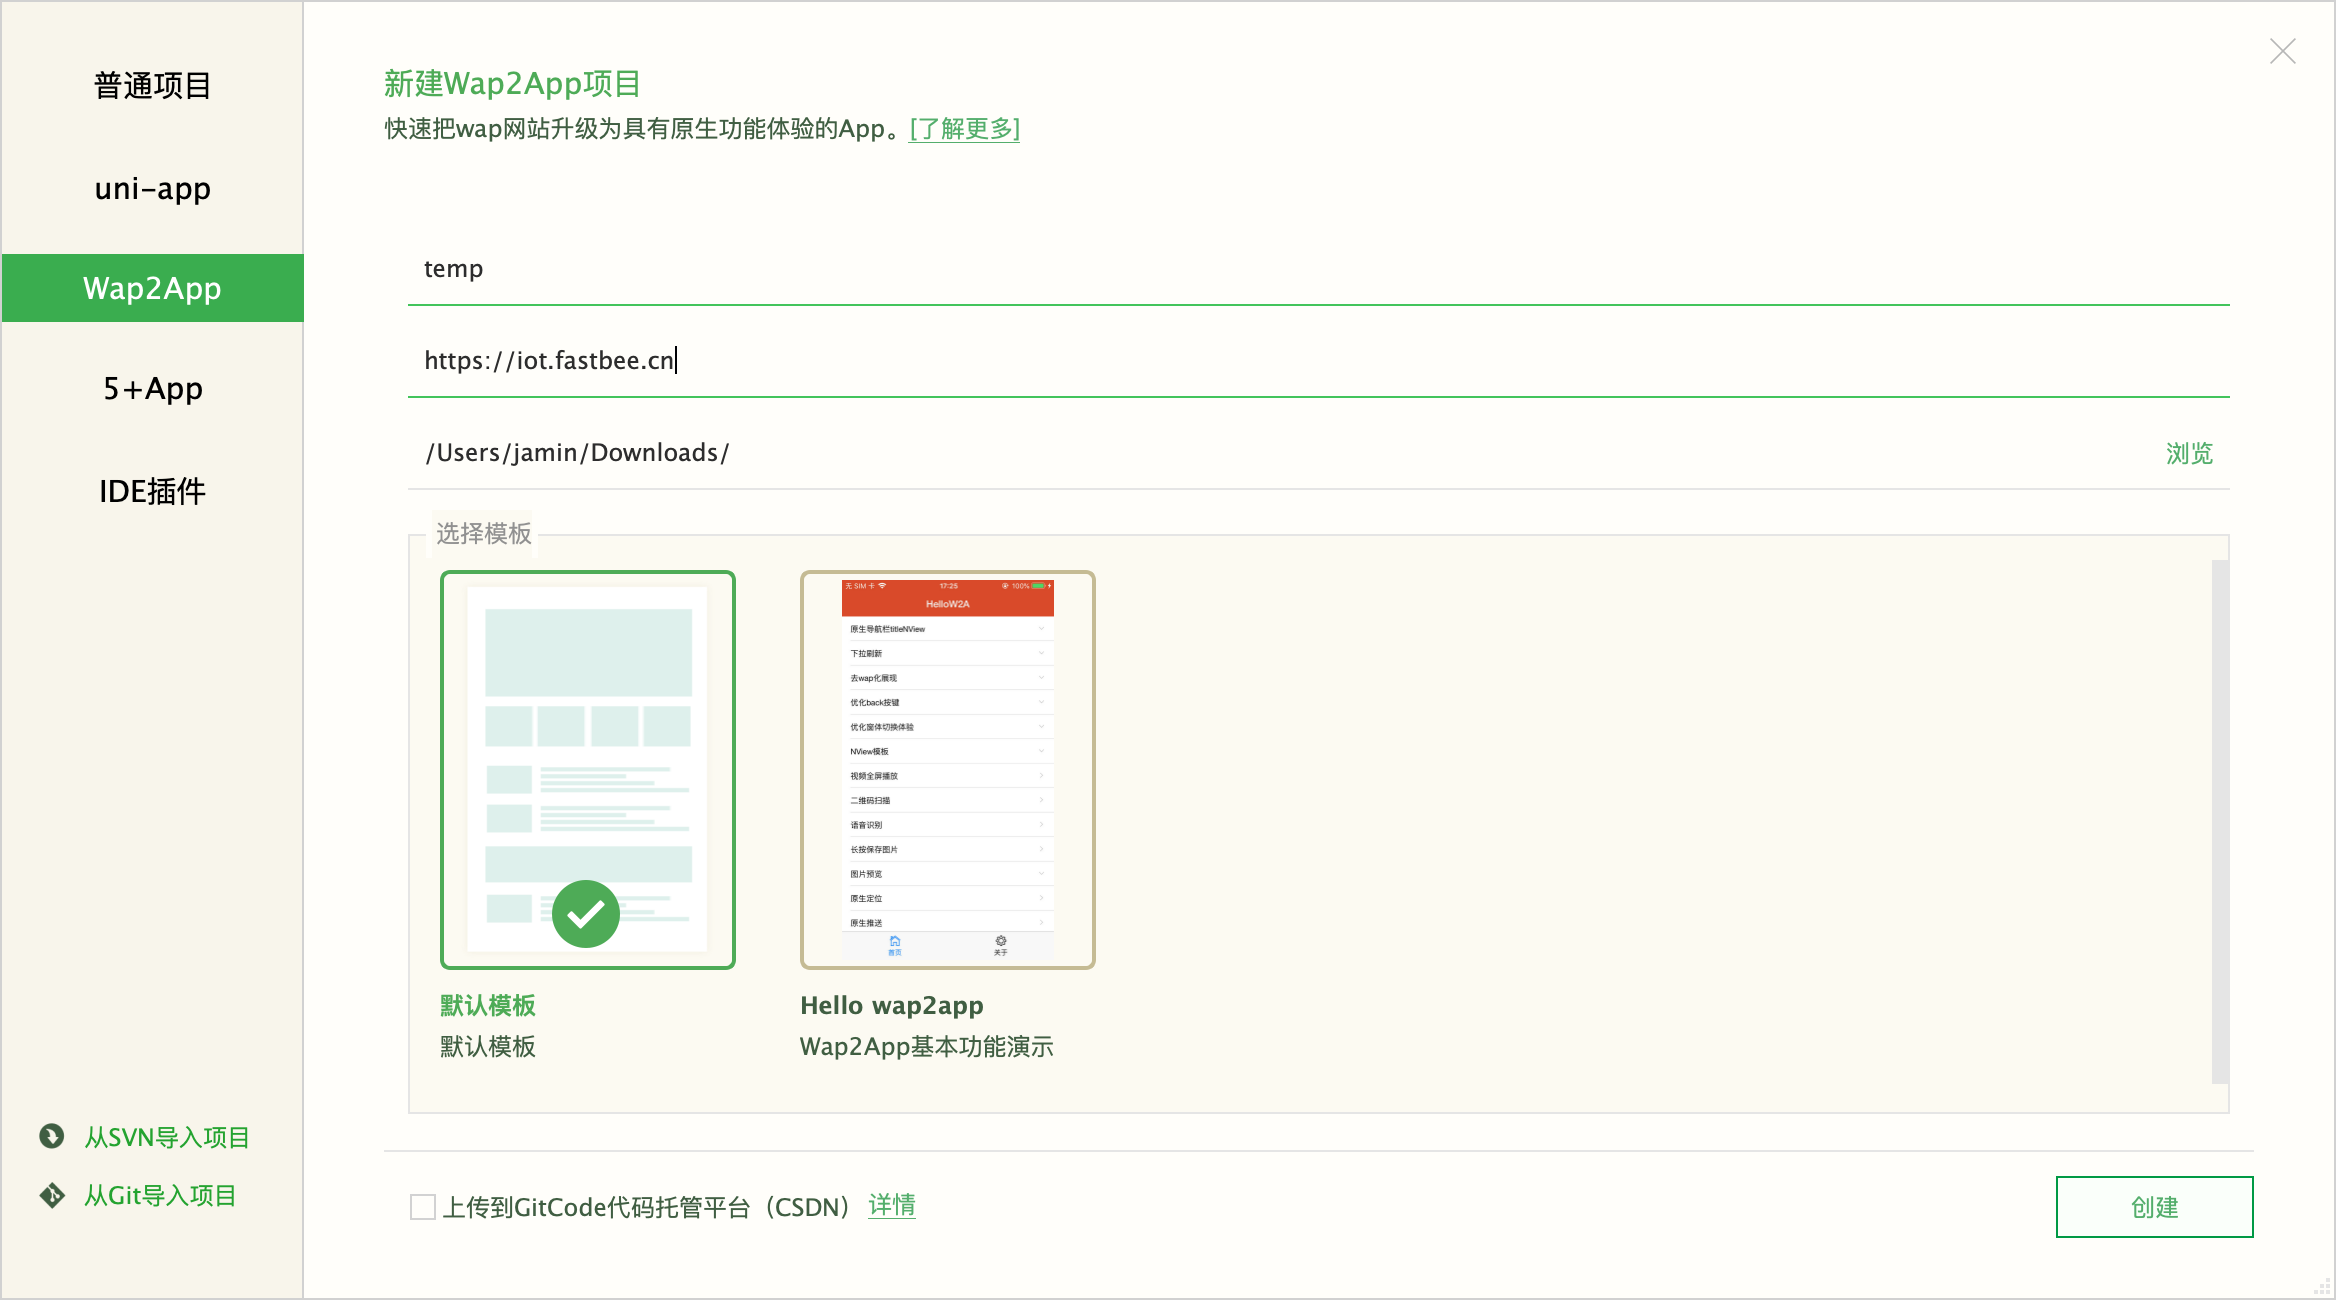 普通项目
uni-app
Wap2App
5+App
IDE插件
从SVN导入项目
从Git导入项目
新建Wap2App项目
快速把wap网站升级为具有原生功能体验的App。[了解更多]
temp
https://iot.fastbee.cn
/Users/jamin/Downloads/ 浏览
选择模板
无 SIM 卡 17:25 100%
HelloW2A
原生导航栏titleNView
下拉刷新
去wap化展现
优化back按键
优化窗体切换体验
NView模板
视频全屏播放
二维码扫描
语音识别
长按保存图片
图片预览
原生定位
原生推送
首页 关于
默认模板
默认模板
Hello wap2app
Wap2App基本功能演示
上传到GitCode代码托管平台（CSDN） 详情
创建